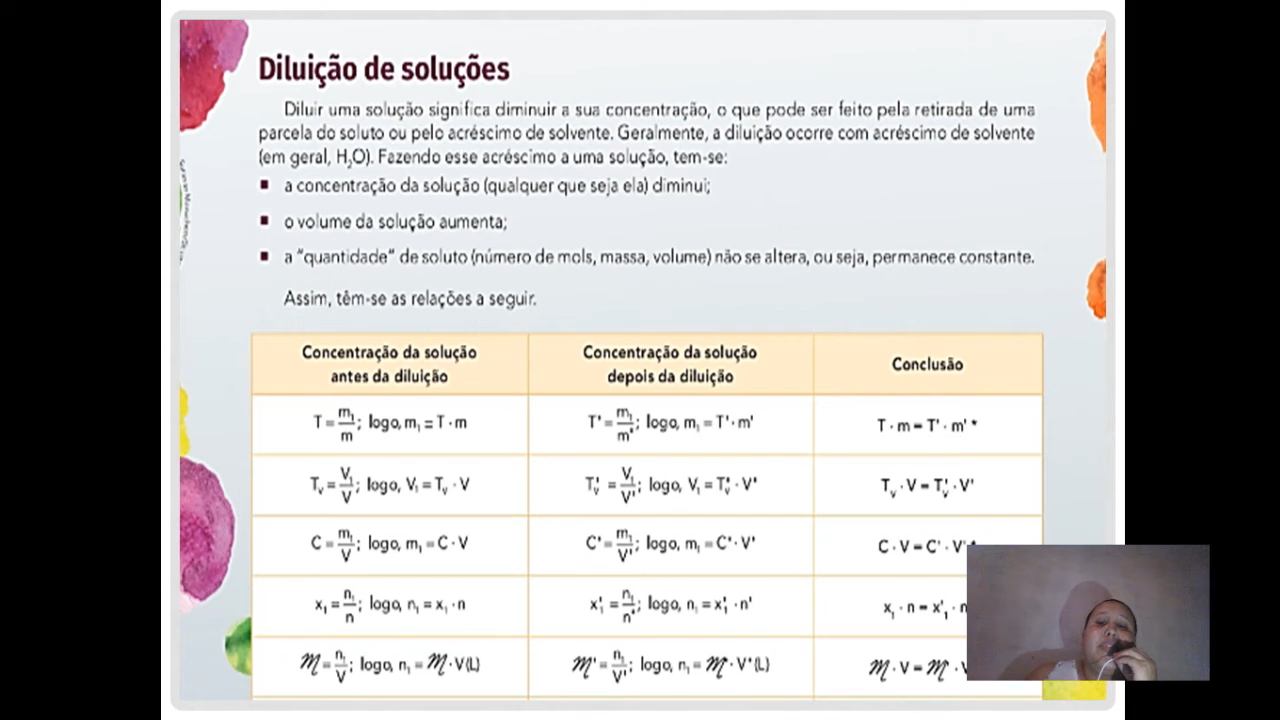 Diluição de soluções
Diluir uma solução significa diminuir a sua concentração, o que pode ser feito pela retirada de uma
parcela do soluto ou pelo acréscimo de solvente. Geralmente, a diluição ocorre com acréscimo de solvente
(em geral, H₂O). Fazendo esse acréscimo a uma solução, tem-se:
■ a concentração da solução (qualquer que seja ela) diminui;
■ o volume da solução aumenta;
■ a "quantidade" de soluto (número de mols, massa, volume) não se altera, ou seja, permanece constante.
Assim, têm-se as relações a seguir.
Concentração da solução antes da diluição | Concentração da solução depois da diluição | Conclusão
T = m₁/m; logo, m₁ = T · m | T' = m₁/m'; logo, m₁ = T' · m' | T · m = T' · m' *
Tᵥ = V₁/V; logo, V₁ = Tᵥ · V | Tᵥ' = V₁/V'; logo, V₁ = Tᵥ' · V' | Tᵥ · V = Tᵥ' · V'
C = m₁/V; logo, m₁ = C · V | C' = m₁/V'; logo, m₁ = C' · V' | C · V = C' · V' *
x₁ = n₁/n; logo, n₁ = x₁ · n | x'₁ = n₁/n'; logo, n₁ = x'₁ · n' | x₁ · n = x'₁ · n
ℳ = n₁/V; logo, n₁ = ℳ · V(L) | ℳ' = n₁/V'; logo, n₁ = ℳ' · V'(L) | ℳ · V = ℳ' ·